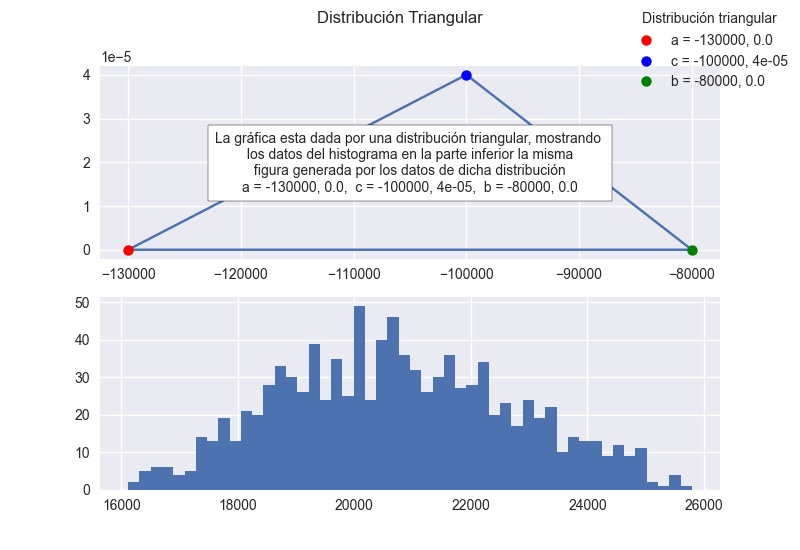 Distribución Triangular
Distribución triangular
a = -130000, 0.0
c = -100000, 4e-05
b = -80000, 0.0
1e−5
4
3
2
1
0
La gráfica esta dada por una distribución triangular, mostrando
los datos del histograma en la parte inferior la misma
figura generada por los datos de dicha distribución
a = -130000, 0.0,  c = -100000, 4e-05,  b = -80000, 0.0
−130000 −120000 −110000 −100000 −90000 −80000
50
40
30
20
10
0
16000 18000 20000 22000 24000 26000